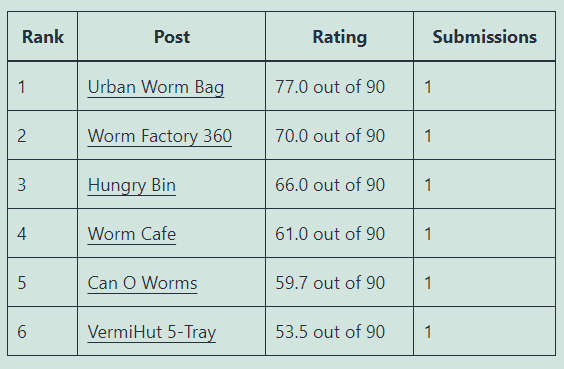 Rank Post Rating Submissions
1 Urban Worm Bag 77.0 out of 90 1
2 Worm Factory 360 70.0 out of 90 1
3 Hungry Bin 66.0 out of 90 1
4 Worm Cafe 61.0 out of 90 1
5 Can O Worms 59.7 out of 90 1
6 VermiHut 5-Tray 53.5 out of 90 1